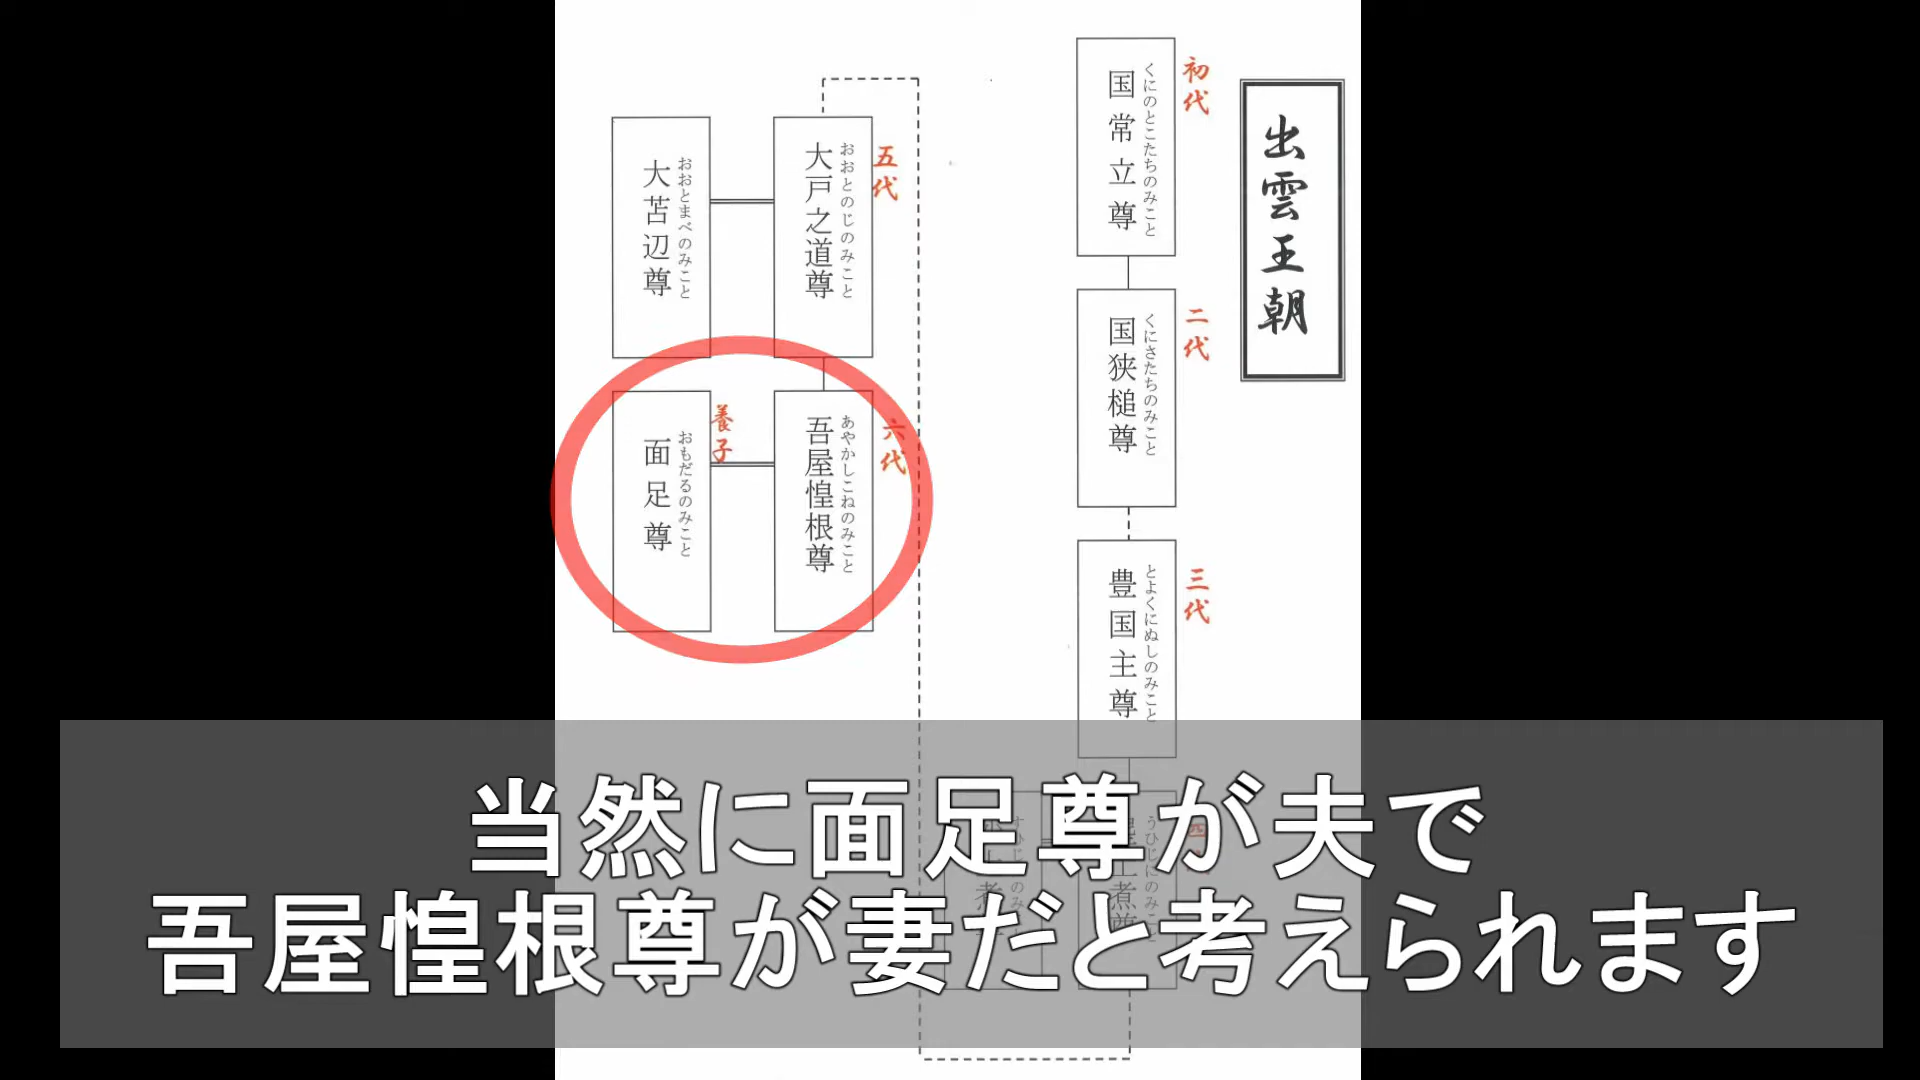 出雲王朝
初代
くにのとこたちのみこと
国常立尊
二代
くにさたちのみこと
国狭槌尊
三代
とよくにぬしのみこと
豊国主尊
うひじにのみこ
五代
おおとのじのみこと
大戸之道尊
おおとまべのみこと
大苫辺尊
六代
あやかしこねのみこと
吾屋惶根尊
養子
おもだるのみこと
面足尊
当然に面足尊が夫で
吾屋惶根尊が妻だと考えられます